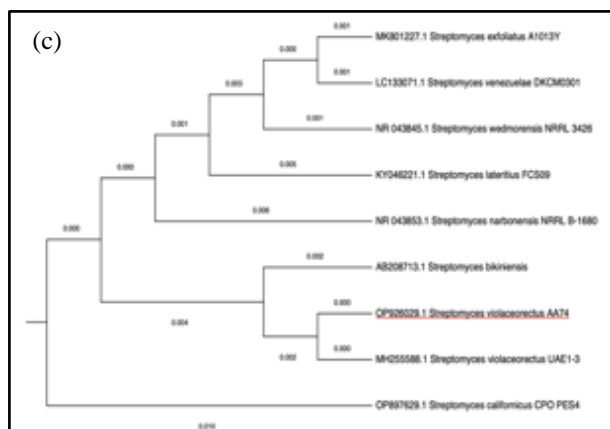 (c)
0.001
MK801227.1 Streptomyces exfoliatus A1013Y
0.000
0.001
LC133071.1 Streptomyces venezuelae DKCM0301
0.003
0.001
NR 043845.1 Streptomyces wedmorensis NRRL 3426
0.001
0.005
KY046221.1 Streptomyces lateritius FCS09
0.000
0.006
NR 043853.1 Streptomyces narbonensis NRRL B-1680
0.000
0.002
AB208713.1 Streptomyces bikiniensis
0.004
0.000
OP926029.1 Streptomyces violaceorectus AA74
0.002
0.000
MH255588.1 Streptomyces violaceorectus UAE1-3
OP897629.1 Streptomyces californicus CPO PES4
0.010